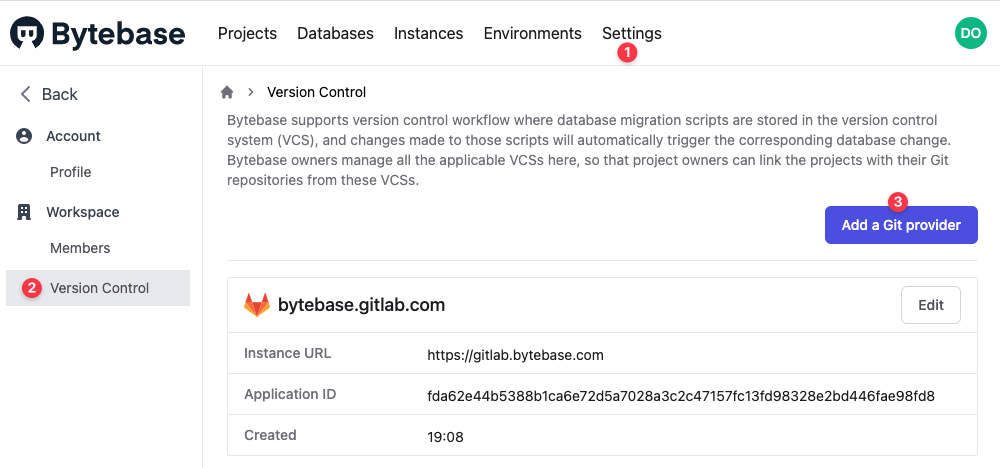 Bytebase
Projects Databases Instances Environments Settings
DO
1
Back
Version Control
Account
Bytebase supports version control workflow where database migration scripts are stored in the version control
system (VCS), and changes made to those scripts will automatically trigger the corresponding database change.
Bytebase owners manage all the applicable VCSs here, so that project owners can link the projects with their Git
repositories from these VCSs.
Profile
Workspace
Members
2 Version Control
3
Add a Git provider
bytebase.gitlab.com
Edit
Instance URL https://gitlab.bytebase.com
Application ID fda62e44b5388b1ca6e72d5a7028a3c2c47157fc13fd98328e2bd446fae98fd8
Created 19:08